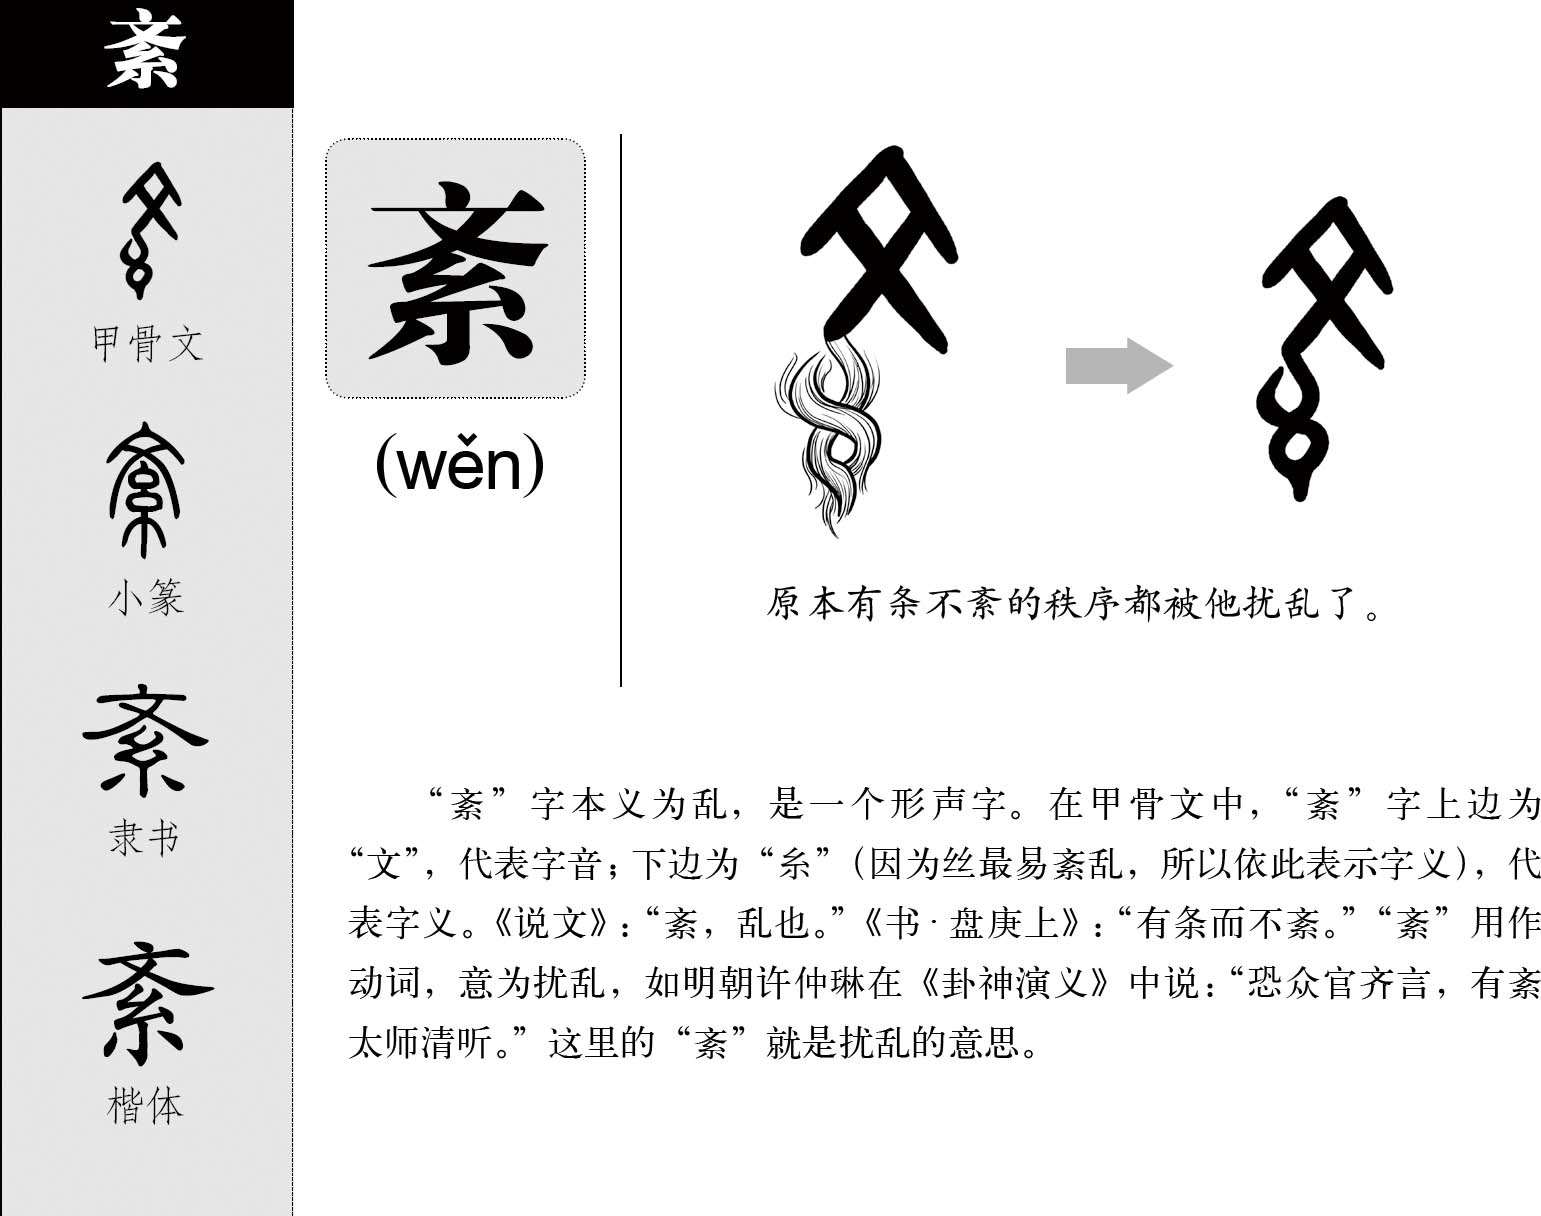 紊
甲骨文
小篆
隶书
楷体
紊
(wěn)
原本有条不紊的秩序都被他扰乱了。
“紊”字本义为乱，是一个形声字。在甲骨文中，“紊”字上边为
“文”，代表字音；下边为“糸”（因为丝最易紊乱，所以依此表示字义），代
表字义。《说文》：“紊，乱也。”《书·盘庚上》：“有条而不紊。”“紊”用作
动词，意为扰乱，如明朝许仲琳在《卦神演义》中说：“恐众官齐言，有紊
太师清听。”这里的“紊”就是扰乱的意思。